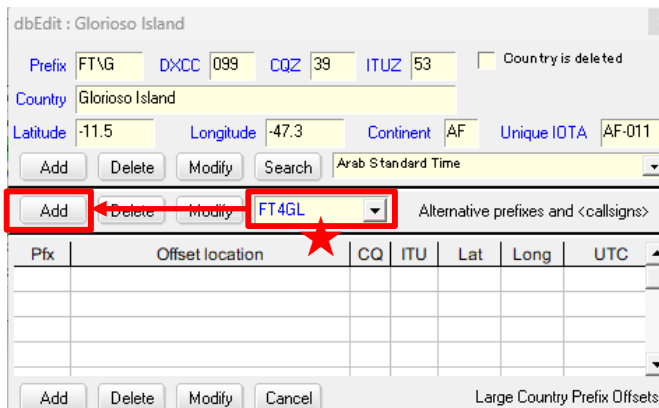 dbEdit : Glorioso Island
Prefix FT\G DXCC 099 CQZ 39 ITUZ 53 Country is deleted
Country Glorioso Island
Latitude -11.5 Longitude -47.3 Continent AF Unique IOTA AF-011
Add Delete Modify Search Arab Standard Time
Add Delete Modify FT4GL Alternative prefixes and <callsigns>
Pfx Offset location CQ ITU Lat Long UTC
Add Delete Modify Cancel Large Country Prefix Offsets